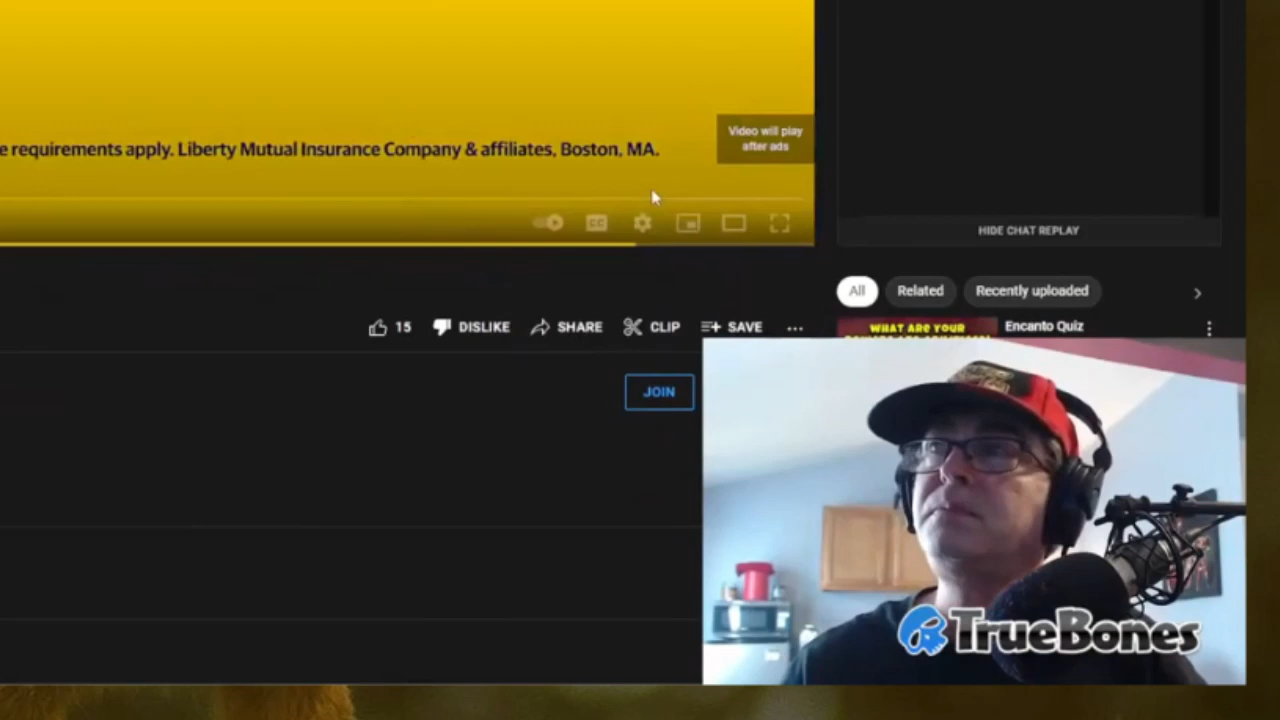 e requirements apply. Liberty Mutual Insurance Company & affiliates, Boston, MA.
Video will play
after ads
CC
HIDE CHAT REPLAY
All
Related
Recently uploaded
15
DISLIKE
SHARE
CLIP
SAVE
WHAT ARE YOUR
Encanto Quiz
JOIN
TrueBones